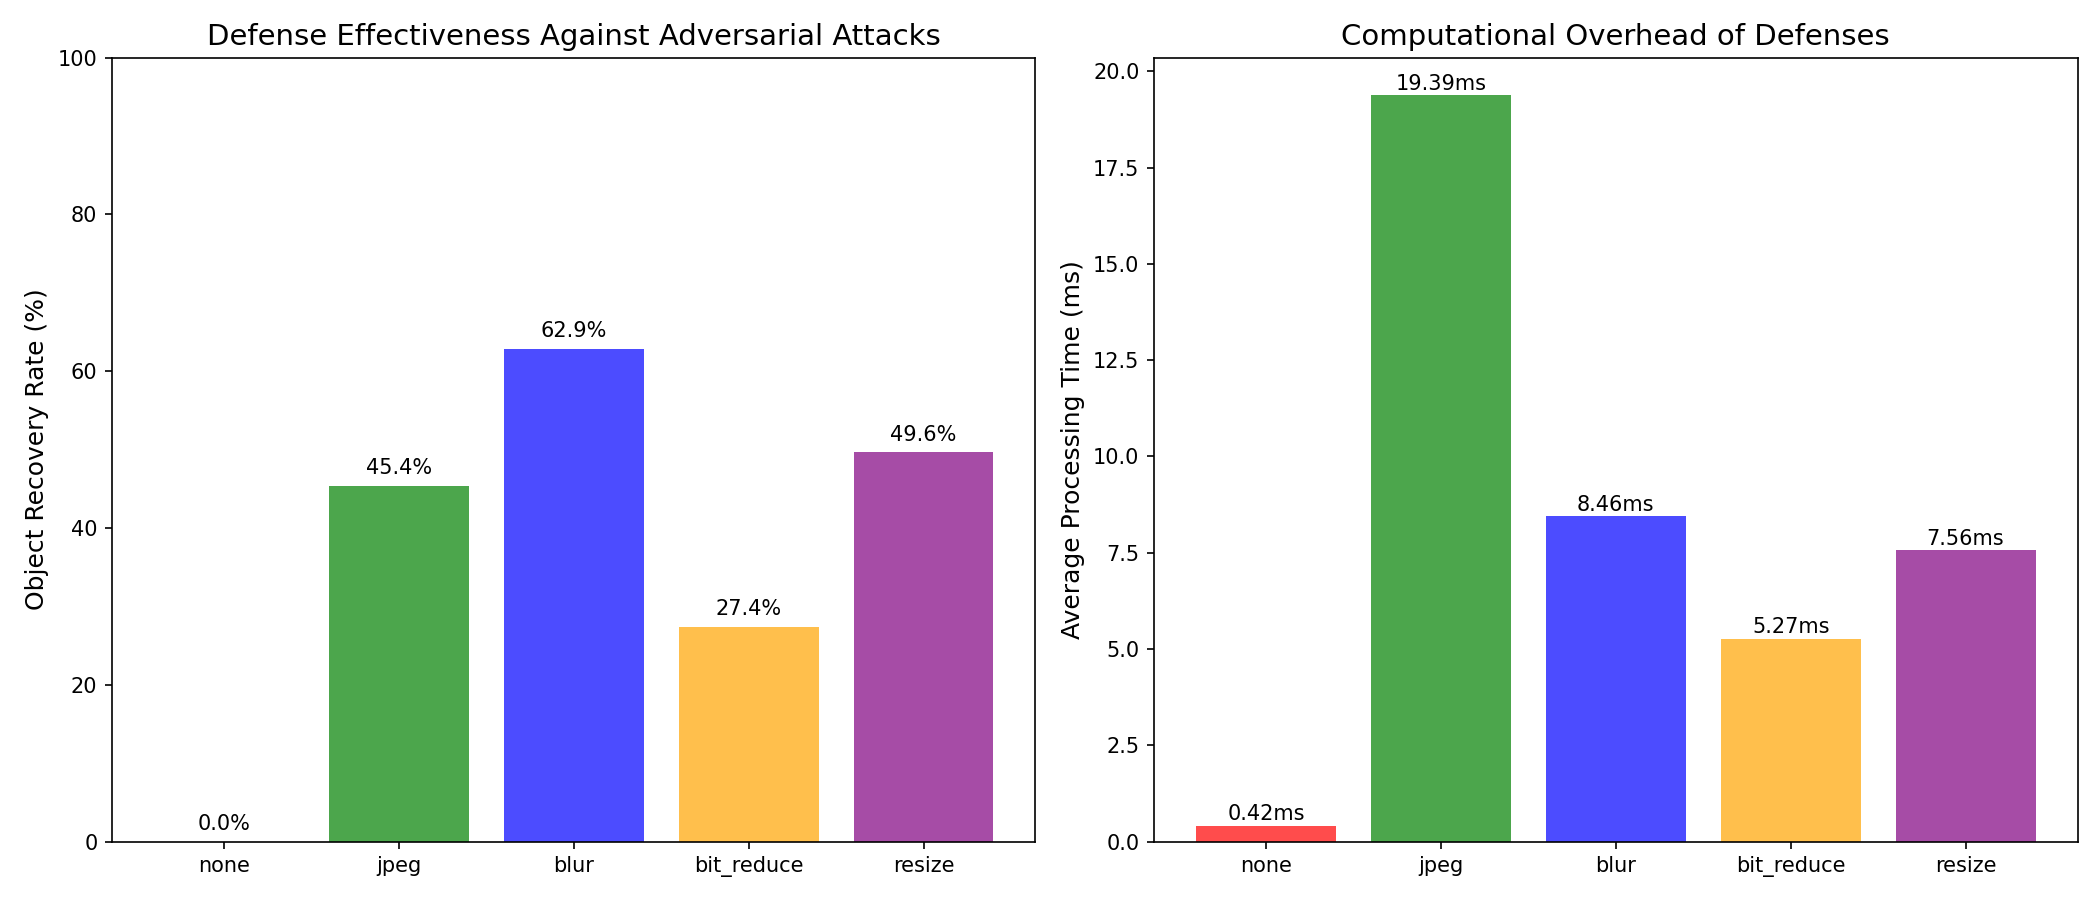 Defense Effectiveness Against Adversarial Attacks
Object Recovery Rate (%)
100
80
60
40
20
0
0.0%
45.4%
62.9%
27.4%
49.6%
none jpeg blur bit_reduce resize
Computational Overhead of Defenses
Average Processing Time (ms)
20.0
17.5
15.0
12.5
10.0
7.5
5.0
2.5
0.0
0.42ms
19.39ms
8.46ms
5.27ms
7.56ms
none jpeg blur bit_reduce resize